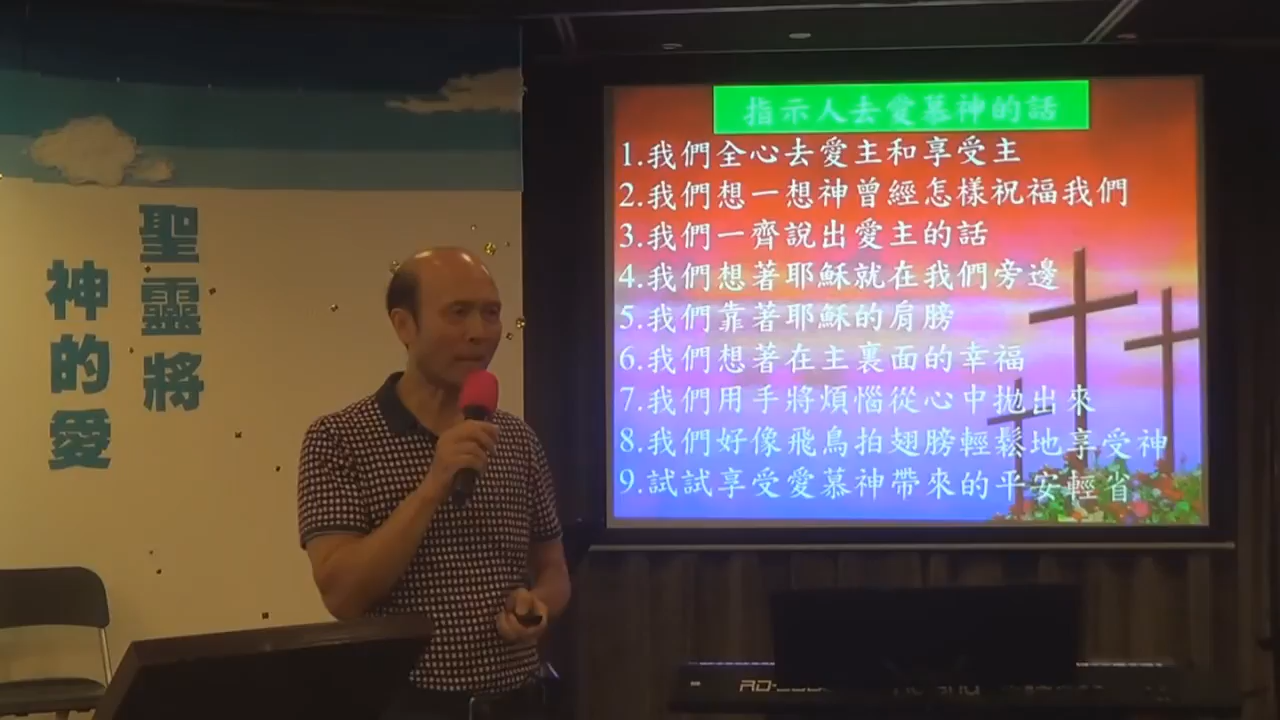 聖靈將
神的愛
指示人去愛慕神的話
1.我們全心去愛主和享受主
2.我們想一想神曾經怎樣祝福我們
3.我們一齊說出愛主的話
4.我們想著耶穌就在我們旁邊
5.我們靠著耶穌的肩膀
6.我們想著在主裏面的幸福
7.我們用手將煩惱從心中拋出來
8.我們好像飛鳥拍翅膀輕鬆地享受神
9.試試享受愛慕神帶來的平安輕省